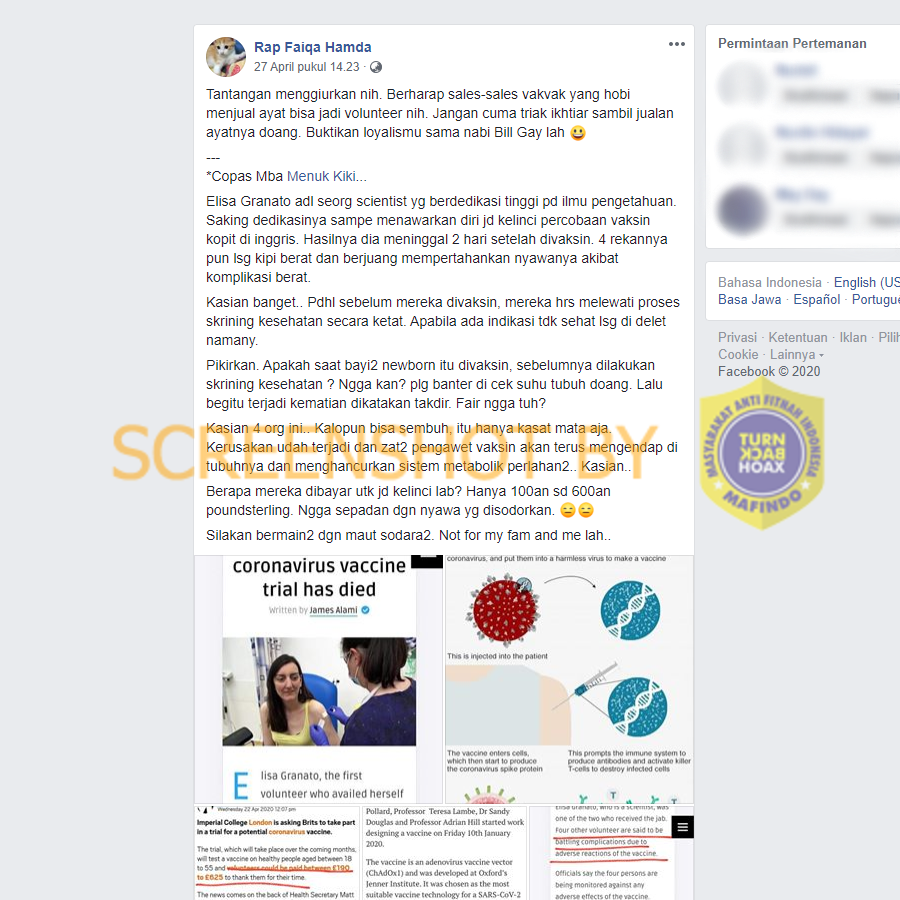 Rap Faiqa Hamda
27 April pukul 14.23 ·
Tantangan menggiurkan nih. Berharap sales-sales vakvak yang hobi
menjual ayat bisa jadi volunteer nih. Jangan cuma triak ikhtiar sambil jualan
ayatnya doang. Buktikan loyalismu sama nabi Bill Gay lah 😃
---
*Copas Mba Menuk Kiki...
Elisa Granato adl seorg scientist yg berdedikasi tinggi pd ilmu pengetahuan.
Saking dedikasinya sampe menawarkan diri jd kelinci percobaan vaksin
kopit di inggris. Hasilnya dia meninggal 2 hari setelah divaksin. 4 rekannya
pun lsg kipi berat dan berjuang mempertahankan nyawanya akibat
komplikasi berat.
Kasian banget.. Pdhl sebelum mereka divaksin, mereka hrs melewati proses
skrining kesehatan secara ketat. Apabila ada indikasi tdk sehat lsg di delet
namany.
Pikirkan. Apakah saat bayi2 newborn itu divaksin, sebelumnya dilakukan
skrining kesehatan ? Ngga kan? plg banter di cek suhu tubuh doang. Lalu
begitu terjadi kematian dikatakan takdir. Fair ngga tuh?
Kasian 4 org ini.. Kalopun bisa sembuh, itu hanya kasat mata aja.
Kerusakan udah terjadi dan zat2 pengawet vaksin akan terus mengendap di
tubuhnya dan menghancurkan sistem metabolik perlahan2.. Kasian..
Berapa mereka dibayar utk jd kelinci lab? Hanya 100an sd 600an
poundsterling. Ngga sepadan dgn nyawa yg disodorkan. 😑😑
Silakan bermain2 dgn maut sodara2. Not for my fam and me lah..
SCREENSHOT BY
coronavirus vaccine
trial has died
Written by James Alami
E lisa Granato, the first
volunteer who availed herself
coronavirus, and put them into a harmless virus to make a vaccine
This is injected into the patient
The vaccine enters cells,
which then start to produce
the coronavirus spike protein
This prompts the immune system to
produce antibodies and activate killer
T-cells to destroy infected cells
T
T
Wednesday 22 Apr 2020 12:07 pm
Imperial College London is asking Brits to take part
in a trial for a potential coronavirus vaccine.
The trial, which will take place over the coming months,
will test a vaccine on healthy people aged between 18
to 55 and volunteers could be paid between £190
to £625 to thank them for their time.
The news comes on the back of Health Secretary Matt
Pollard, Professor Teresa Lambe, Dr Sandy
Douglas and Professor Adrian Hill started work
designing a vaccine on Friday 10th January
2020.
The vaccine is an adenovirus vaccine vector
(ChAdOx1) and was developed at Oxford's
Jenner Institute. It was chosen as the most
suitable vaccine technology for a SARS-CoV-2
Elisa Granato, who is a scientist, was
one of the two who received the job.
Four other volunteer are said to be
battling complications due to
adverse reactions of the vaccine.
Officials say the four persons are
being monitored against any
adverse effects of the vaccine.
Permintaan Pertemanan
Bahasa Indonesia · English (US
Basa Jawa · Español · Portugue
Privasi · Ketentuan · Iklan · Pilih
Cookie · Lainnya
Facebook © 2020
MASYARAKAT ANTI FITNAH INDONESIA
TURN
BACK
HOAX
MAFINDO